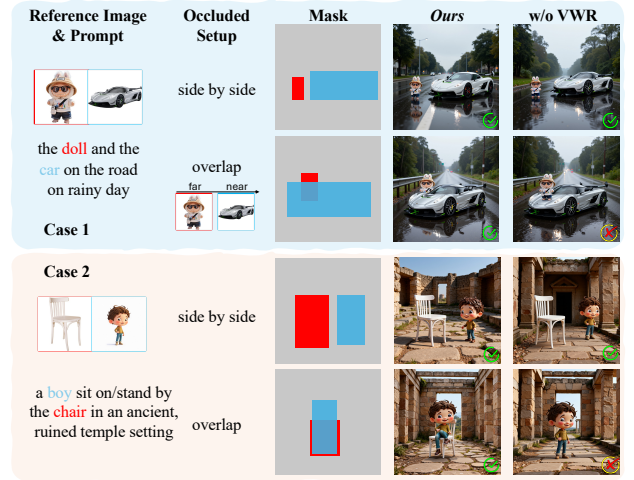 Reference Image
& Prompt
Occluded
Setup
Mask
Ours
w/o VWR
side by side
the doll and the
car on the road
on rainy day
overlap
far near
Case 1
Case 2
side by side
a boy sit on/stand by
the chair in an ancient,
ruined temple setting
overlap